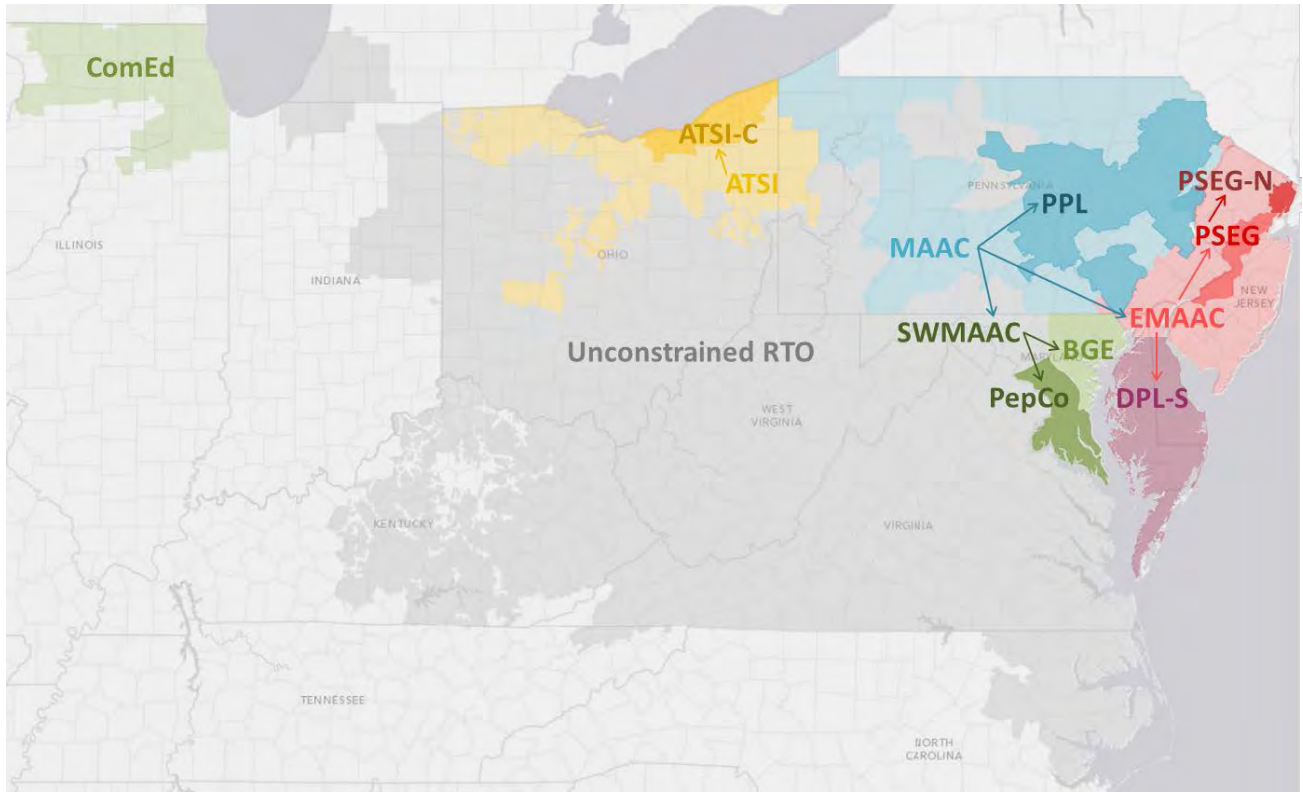 ComEd
ATSI-C
PSEG-N
ATSI
PENNSYLVANIA
PPL
PSEG
ILLINOIS
MAAC
OHIO
INDIANA
NEW
JERSEY
EMAAC
SWMAAC
Unconstrained RTO
MARYLAND
BGE
PepCo
DPL-S
WEST
VIRGINIA
KENTUCKY
VIRGINIA
TENNESSEE
NORTH
CAROLINA